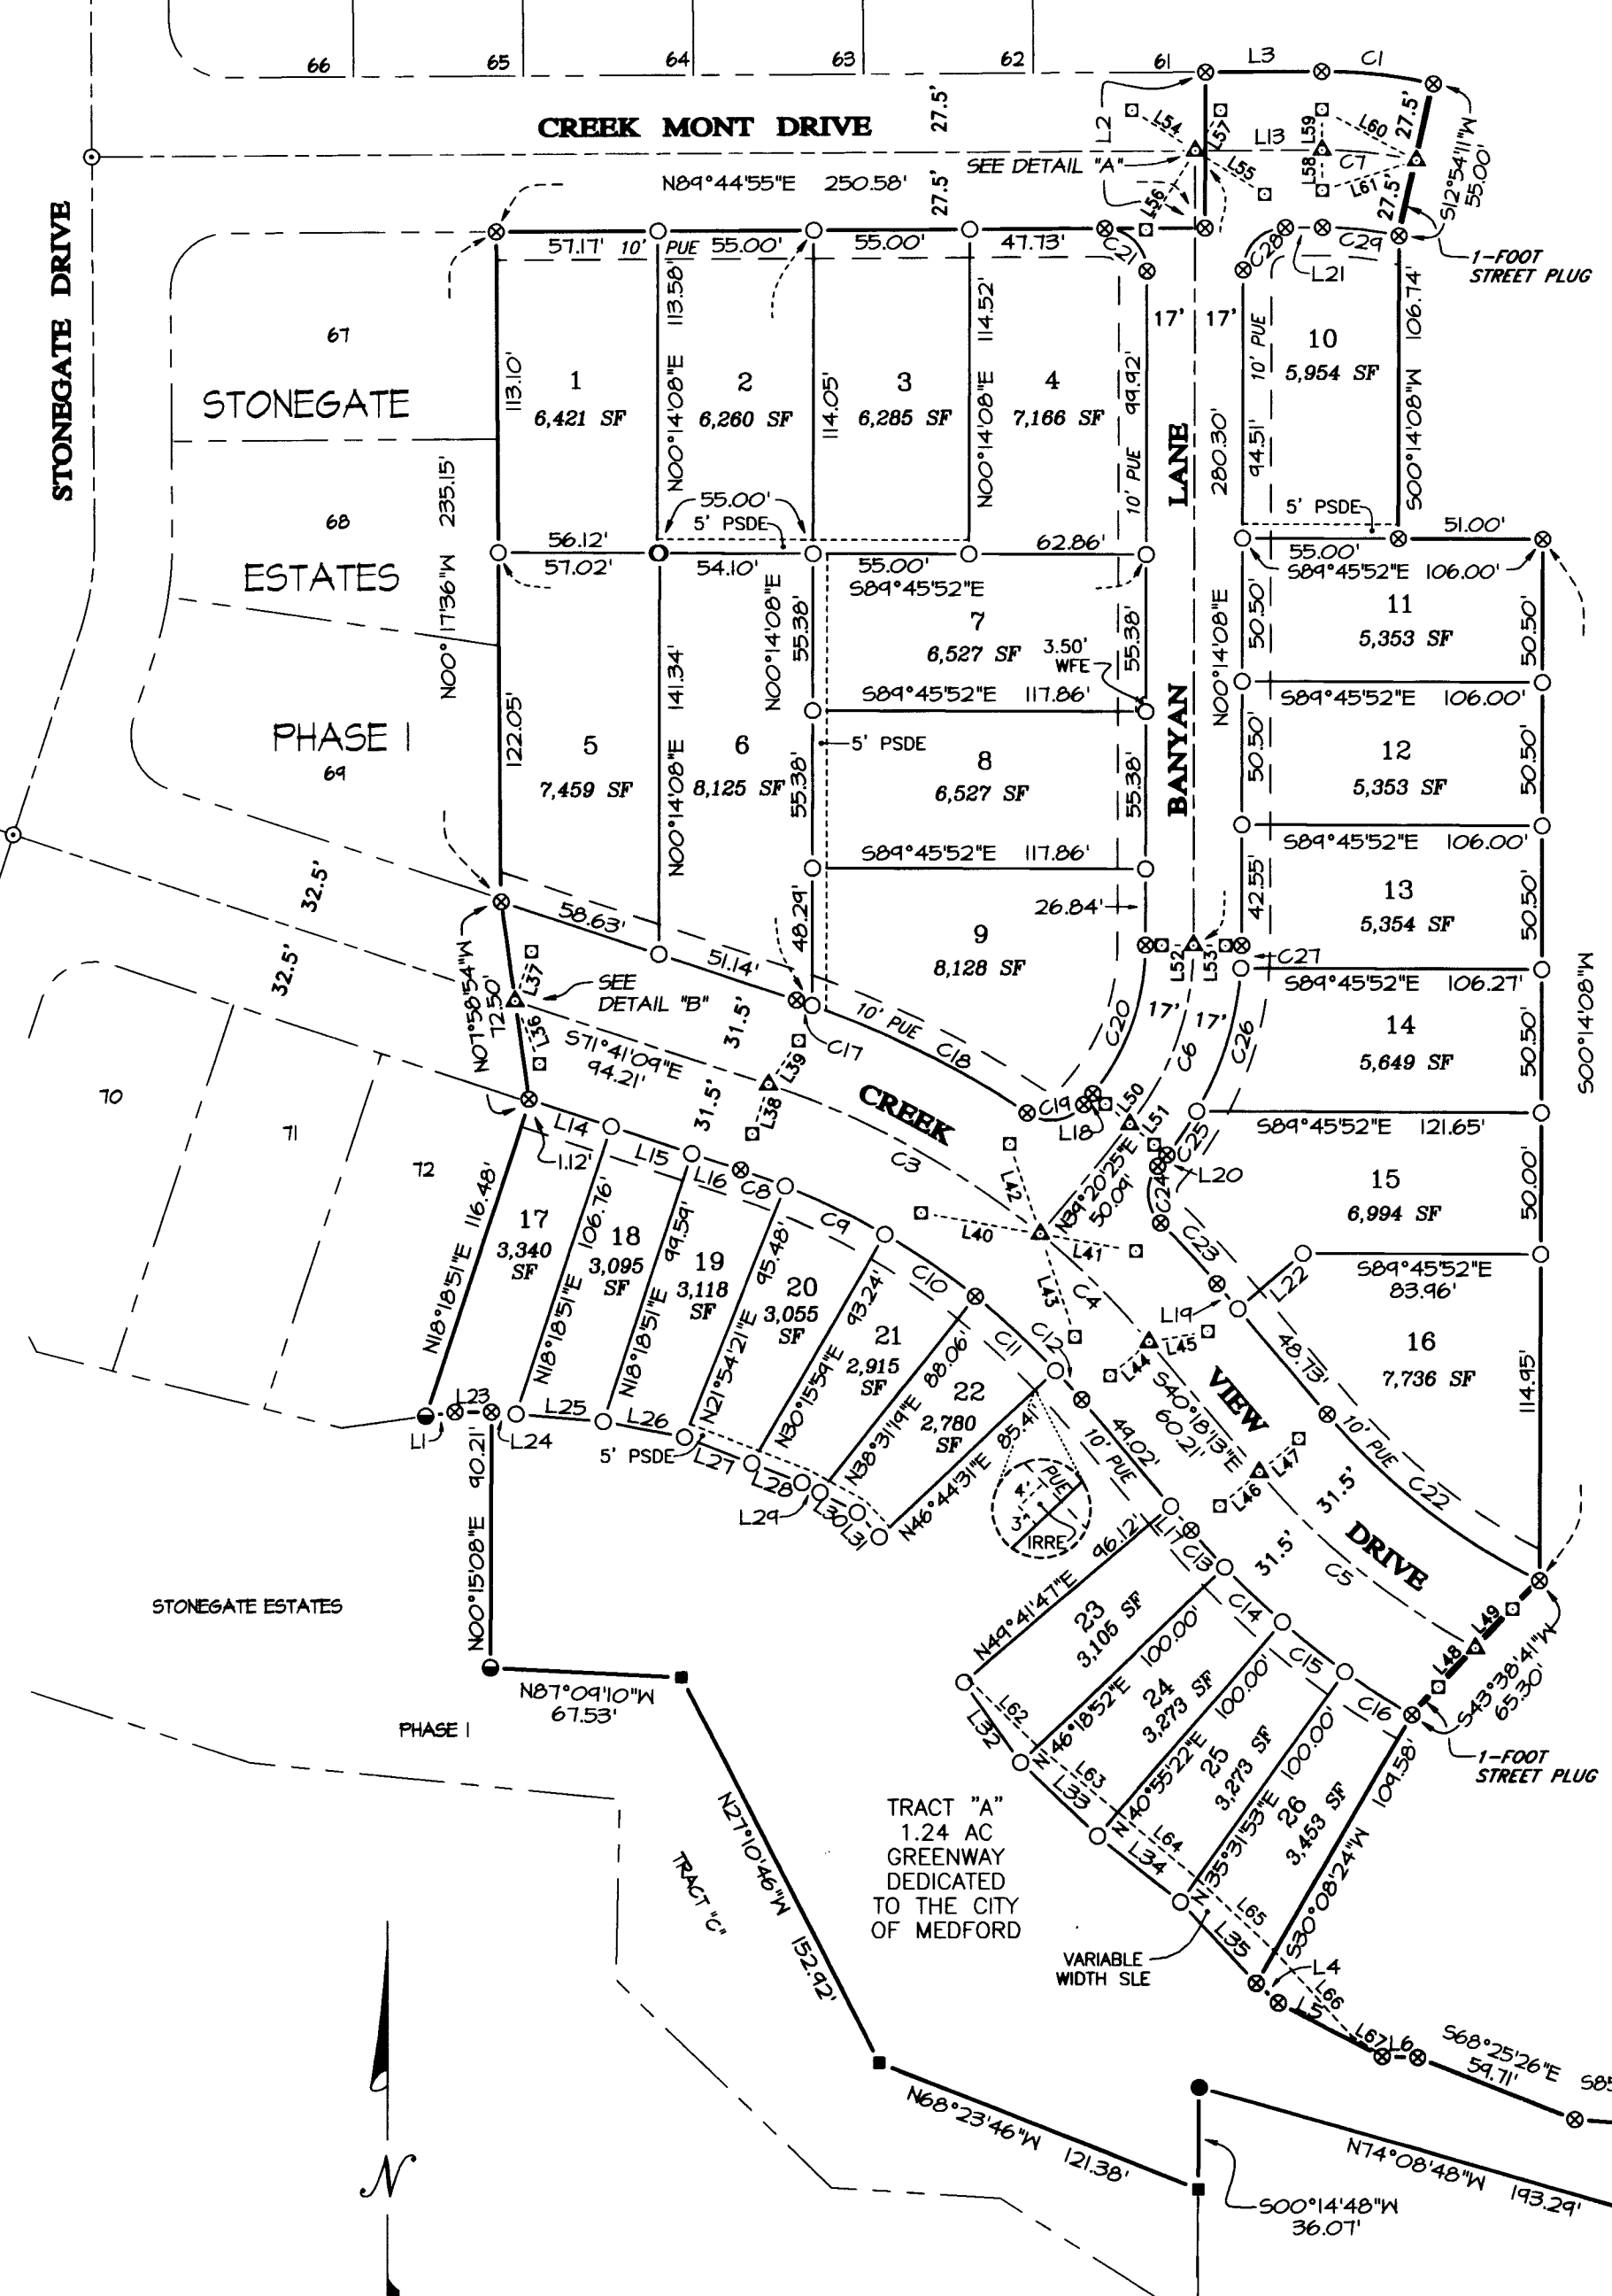 66
65
64
63
62
61
L3
C1
CREEK MONT DRIVE
27.5'
L2
L54
L57
L13
L59
L60
27.5'
S12°54'11"W
55.00'
SEE DETAIL "A"
L55
L58
C7
L61
27.5'
N89°44'55"E 250.58'
27.5'
L56
STONEGATE DRIVE
57.17'
10' PUE
55.00'
55.00'
47.73'
C21
C28
C29
L21
1-FOOT
STREET PLUG
67
STONEGATE
68
ESTATES
PHASE I
69
113.10'
1
6,421 SF
N00°14'08"E 113.58'
2
6,260 SF
114.05'
3
6,285 SF
N00°14'08"E 114.52'
4
7,166 SF
10' PUE
99.92'
17'
17'
BANYAN LANE
280.30'
N00°14'08"E
94.51'
10' PUE
10
5,954 SF
S00°14'08"W 106.74'
55.00'
5' PSDE
56.12'
57.02'
54.10'
55.00'
62.86'
S89°45'52"E
5' PSDE
55.00'
51.00'
S89°45'52"E 106.00'
N00°17'36"W 235.15'
122.05'
5
7,459 SF
N00°14'08"E 141.34'
6
8,125 SF
N00°14'08"E
55.38'
7
6,527 SF
3.50'
WFE
55.38'
S89°45'52"E 117.86'
5' PSDE
55.38'
8
6,527 SF
55.38'
S89°45'52"E 117.86'
48.29'
9
8,128 SF
26.84'
50.50'
11
5,353 SF
50.50'
S89°45'52"E 106.00'
50.50'
12
5,353 SF
50.50'
S89°45'52"E 106.00'
42.55'
13
5,354 SF
50.50'
C27
S89°45'52"E 106.27'
14
5,649 SF
50.50'
S00°14'08"W
S89°45'52"E 121.65'
15
6,994 SF
50.00'
S89°45'52"E
83.96'
16
7,736 SF
114.95'
32.5'
32.5'
58.63'
51.14'
N07°58'54"W
72.50'
L37
L36
SEE
DETAIL "B"
S71°41'09"E
94.21'
31.5'
31.5'
L39
L38
C17
10' PUE
C18
C19
C20
L18
L52
L53
17'
17'
C6
C26
L50
L51
C25
L20
C24
N39°20'25"E
50.09'
C23
L22
L19
CREEK VIEW DRIVE
C3
L42
L40
L41
L43
C4
L45
L44
S40°18'13"E
60.21'
48.73'
10' PUE
C22
L47
L46
31.5'
31.5'
C5
L49
L48
S43°38'41"W
65.30'
1-FOOT
STREET PLUG
70
71
72
L14
1.12'
L15
L16
C8
C9
C10
C11
C12
49.02'
10' PUE
L17
C13
C14
C15
C16
N18°18'51"E 116.48'
17
3,340
SF
N18°18'51"E 106.76'
18
3,095
SF
N18°18'51"E 99.59'
19
3,118
SF
N21°54'21"E 95.48'
20
3,055
SF
N30°15'59"E 93.24'
21
2,915
SF
N38°31'19"E 88.06'
22
2,780
SF
N46°44'31"E 85.41'
L1
L23
L24
L25
L26
5' PSDE
L27
L28
L29
L30
L31
PUE
4'
1'
3'
IRRE
N49°41'47"E 96.12'
23
3,105 SF
N46°18'52"E 100.00'
24
3,273 SF
N40°55'22"E 100.00'
25
3,273 SF
N35°31'53"E 100.00'
26
3,453 SF
S30°08'24"W 109.58'
L62
L32
L63
L33
L64
L34
L65
L35
L4
L66
L5
L67
L6
VARIABLE
WIDTH SLE
N00°15'08"E 90.21'
STONEGATE ESTATES
PHASE I
N87°09'10"W
67.53'
N27°10'46"W 152.92'
TRACT "C"
TRACT "A"
1.24 AC
GREENWAY
DEDICATED
TO THE CITY
OF MEDFORD
S68°25'26"E
59.71'
S85
N68°23'46"W 121.38'
N74°08'48"W 193.29'
S00°14'48"W
36.07'
N